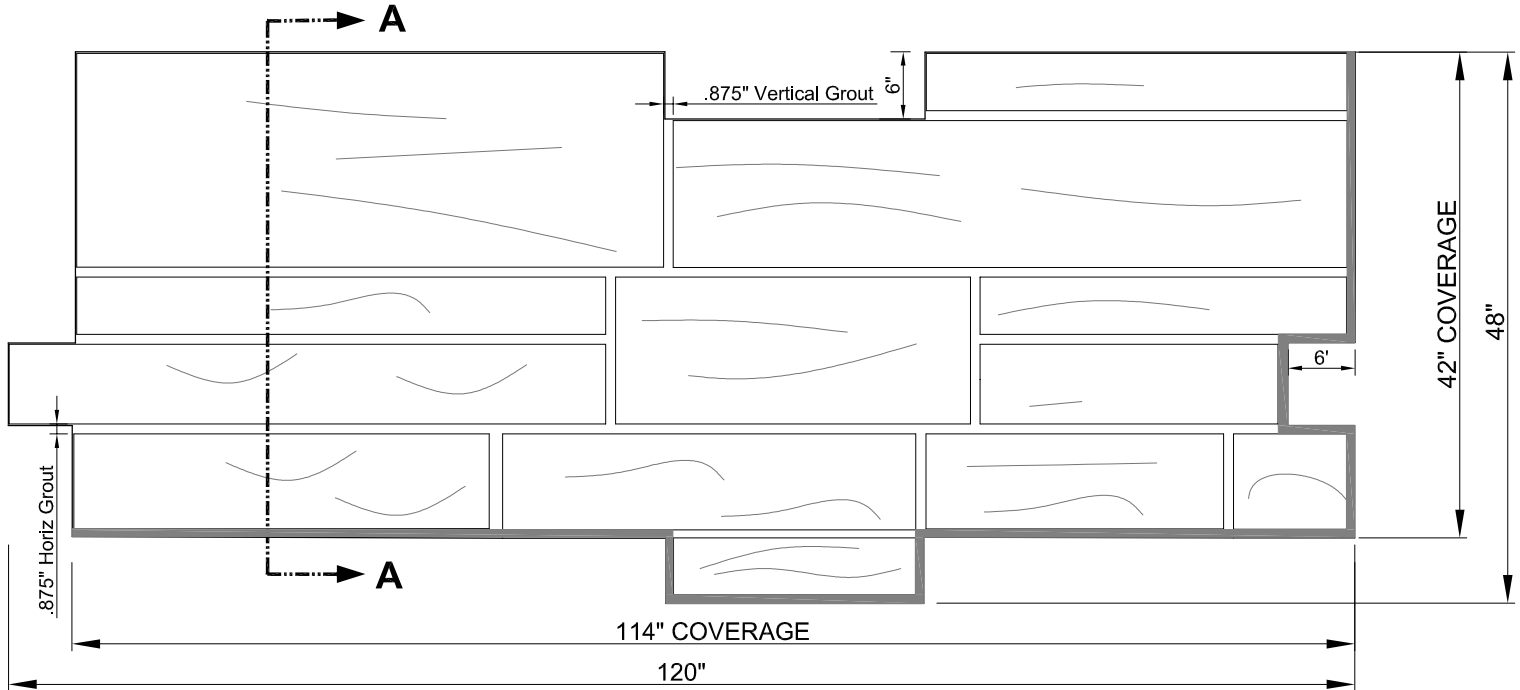 A
.875" Vertical Grout
6"
42" COVERAGE
48"
6'
.875" Horiz Grout
A
114" COVERAGE
120"